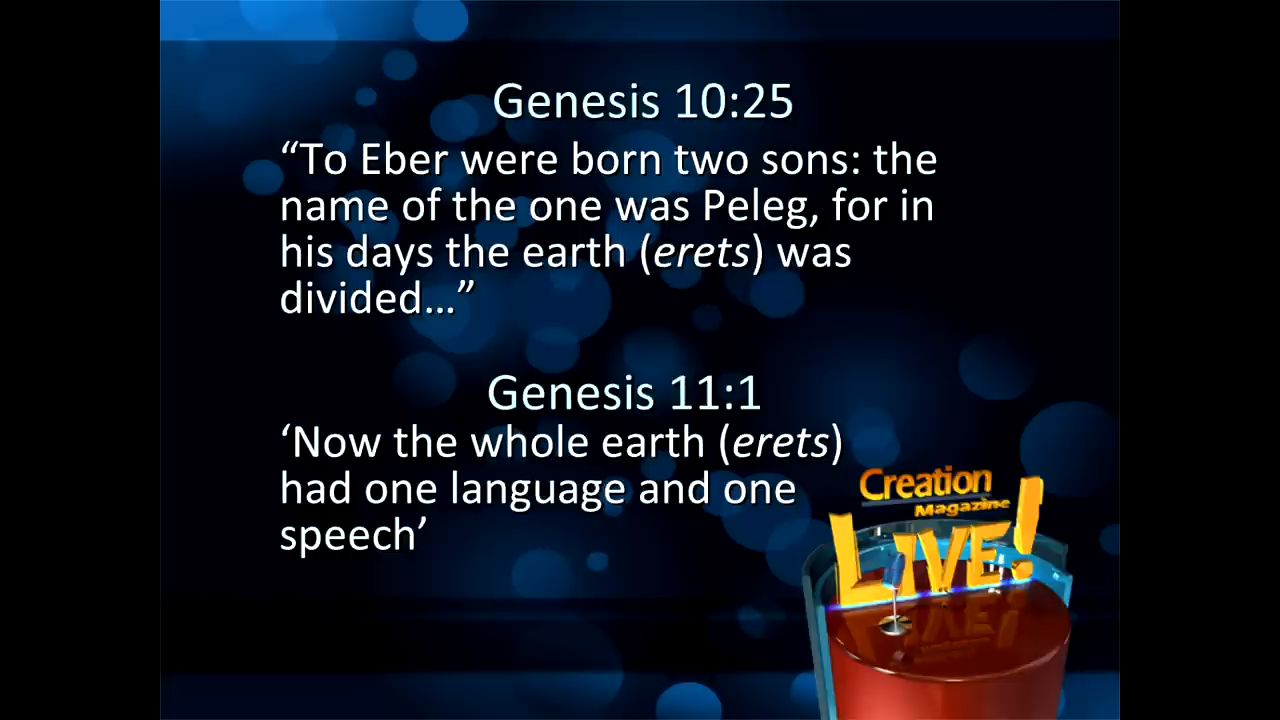 Genesis 10:25
“To Eber were born two sons: the
name of the one was Peleg, for in
his days the earth (erets) was
divided…”
Genesis 11:1
‘Now the whole earth (erets)
had one language and one
speech’
Creation
Magazine
LIVE!